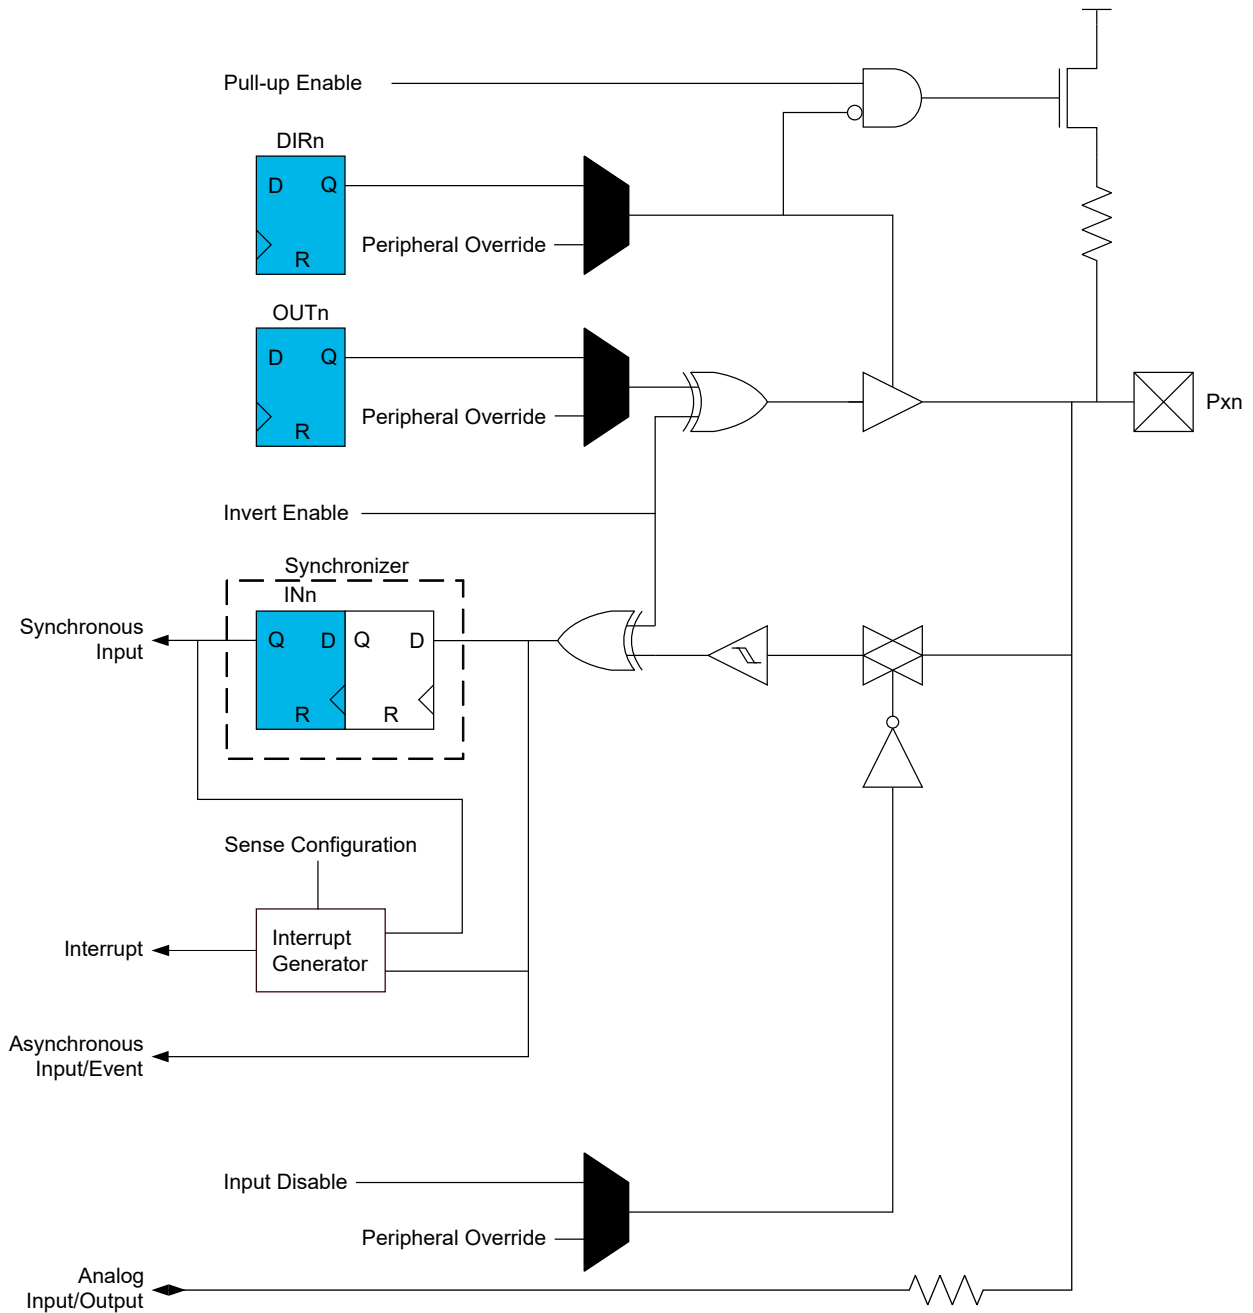 Pull-up Enable
DIRn
D Q
R
Peripheral Override
OUTn
D Q
R
Peripheral Override
Pxn
Invert Enable
Synchronizer
INn
Synchronous
Input
Q D Q D
R R
Sense Configuration
Interrupt
Interrupt
Generator
Asynchronous
Input/Event
Input Disable
Peripheral Override
Analog
Input/Output